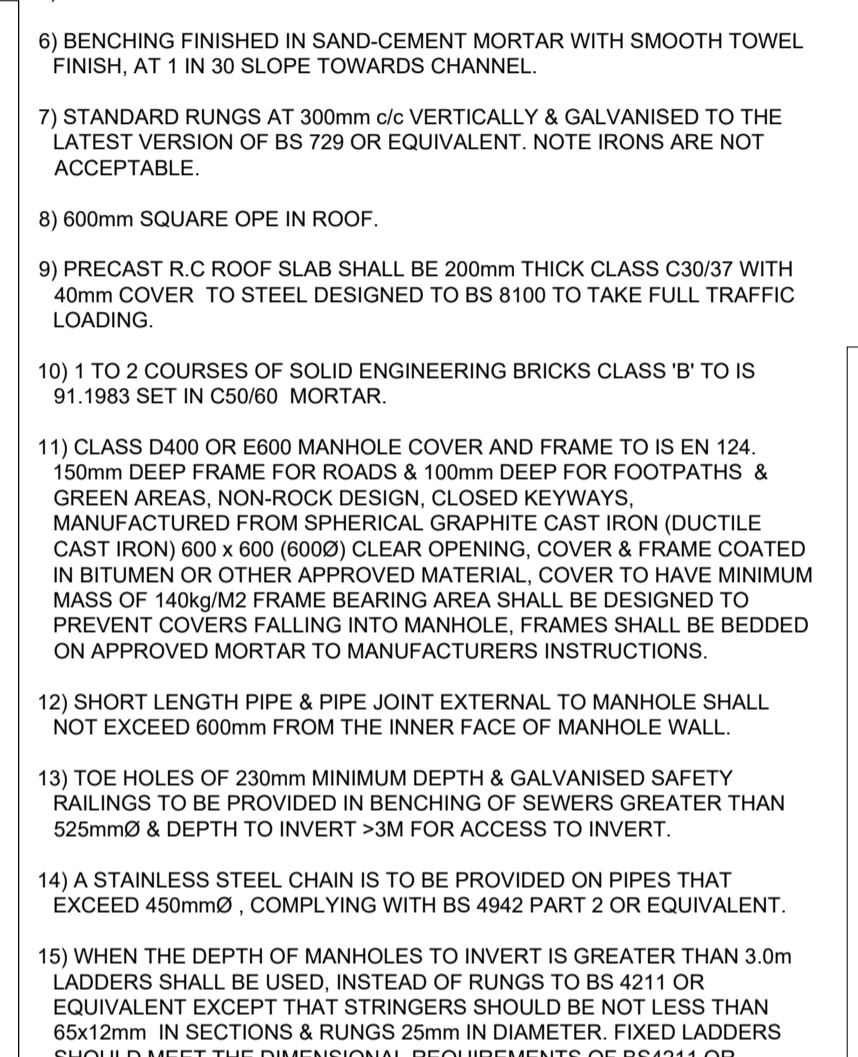 6) BENCHING FINISHED IN SAND-CEMENT MORTAR WITH SMOOTH TOWEL
FINISH, AT 1 IN 30 SLOPE TOWARDS CHANNEL.
7) STANDARD RUNGS AT 300mm c/c VERTICALLY & GALVANISED TO THE
LATEST VERSION OF BS 729 OR EQUIVALENT. NOTE IRONS ARE NOT
ACCEPTABLE.
8) 600mm SQUARE OPE IN ROOF.
9) PRECAST R.C ROOF SLAB SHALL BE 200mm THICK CLASS C30/37 WITH
40mm COVER TO STEEL DESIGNED TO BS 8100 TO TAKE FULL TRAFFIC
LOADING.
10) 1 TO 2 COURSES OF SOLID ENGINEERING BRICKS CLASS 'B' TO IS
91.1983 SET IN C50/60 MORTAR.
11) CLASS D400 OR E600 MANHOLE COVER AND FRAME TO IS EN 124.
150mm DEEP FRAME FOR ROADS & 100mm DEEP FOR FOOTPATHS &
GREEN AREAS, NON-ROCK DESIGN, CLOSED KEYWAYS,
MANUFACTURED FROM SPHERICAL GRAPHITE CAST IRON (DUCTILE
CAST IRON) 600 x 600 (600Ø) CLEAR OPENING, COVER & FRAME COATED
IN BITUMEN OR OTHER APPROVED MATERIAL, COVER TO HAVE MINIMUM
MASS OF 140kg/M2 FRAME BEARING AREA SHALL BE DESIGNED TO
PREVENT COVERS FALLING INTO MANHOLE, FRAMES SHALL BE BEDDED
ON APPROVED MORTAR TO MANUFACTURERS INSTRUCTIONS.
12) SHORT LENGTH PIPE & PIPE JOINT EXTERNAL TO MANHOLE SHALL
NOT EXCEED 600mm FROM THE INNER FACE OF MANHOLE WALL.
13) TOE HOLES OF 230mm MINIMUM DEPTH & GALVANISED SAFETY
RAILINGS TO BE PROVIDED IN BENCHING OF SEWERS GREATER THAN
525mmØ & DEPTH TO INVERT >3M FOR ACCESS TO INVERT.
14) A STAINLESS STEEL CHAIN IS TO BE PROVIDED ON PIPES THAT
EXCEED 450mmØ , COMPLYING WITH BS 4942 PART 2 OR EQUIVALENT.
15) WHEN THE DEPTH OF MANHOLES TO INVERT IS GREATER THAN 3.0m
LADDERS SHALL BE USED, INSTEAD OF RUNGS TO BS 4211 OR
EQUIVALENT EXCEPT THAT STRINGERS SHOULD BE NOT LESS THAN
65x12mm IN SECTIONS & RUNGS 25mm IN DIAMETER. FIXED LADDERS
SHOULD MEET THE DIMENSIONAL REQUIREMENTS OF BS4211 OR